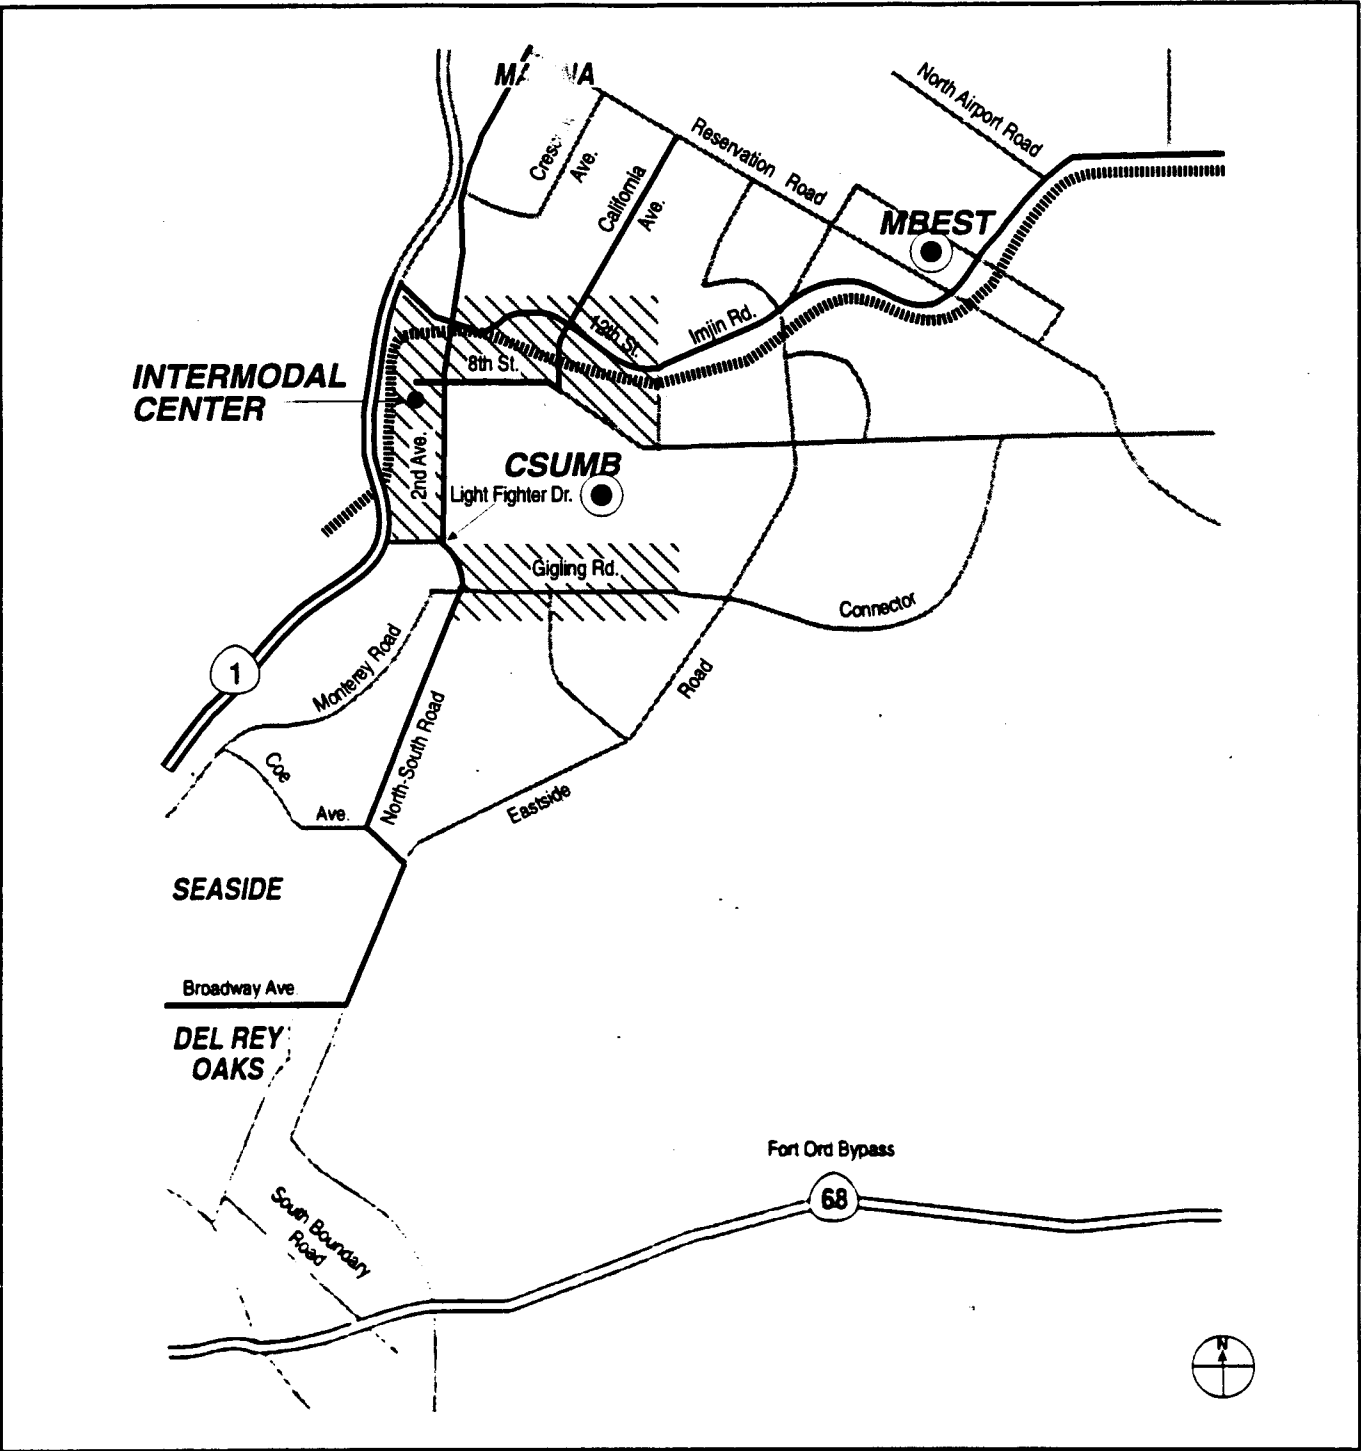 North Airport Road
Reservation Road
Ave.
California
Ave.
MBEST
12th St.
Imjin Rd.
8th St.
INTERMODAL
CENTER
2nd Ave.
CSUMB
Light Fighter Dr.
Gigling Rd.
Connector
1
Monterey Road
Road
North-South Road
Coe
Ave.
Eastside
SEASIDE
Broadway Ave
DEL REY
OAKS
Fort Ord Bypass
68
South Boundary
Road
N